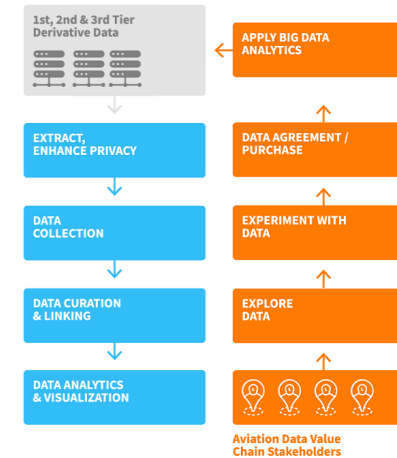 1st, 2nd & 3rd Tier
Derivative Data
EXTRACT,
ENHANCE PRIVACY
DATA
COLLECTION
DATA CURATION
& LINKING
DATA ANALYTICS
& VISUALIZATION
APPLY BIG DATA
ANALYTICS
DATA AGREEMENT /
PURCHASE
EXPERIMENT WITH
DATA
EXPLORE
DATA
Aviation Data Value
Chain Stakeholders